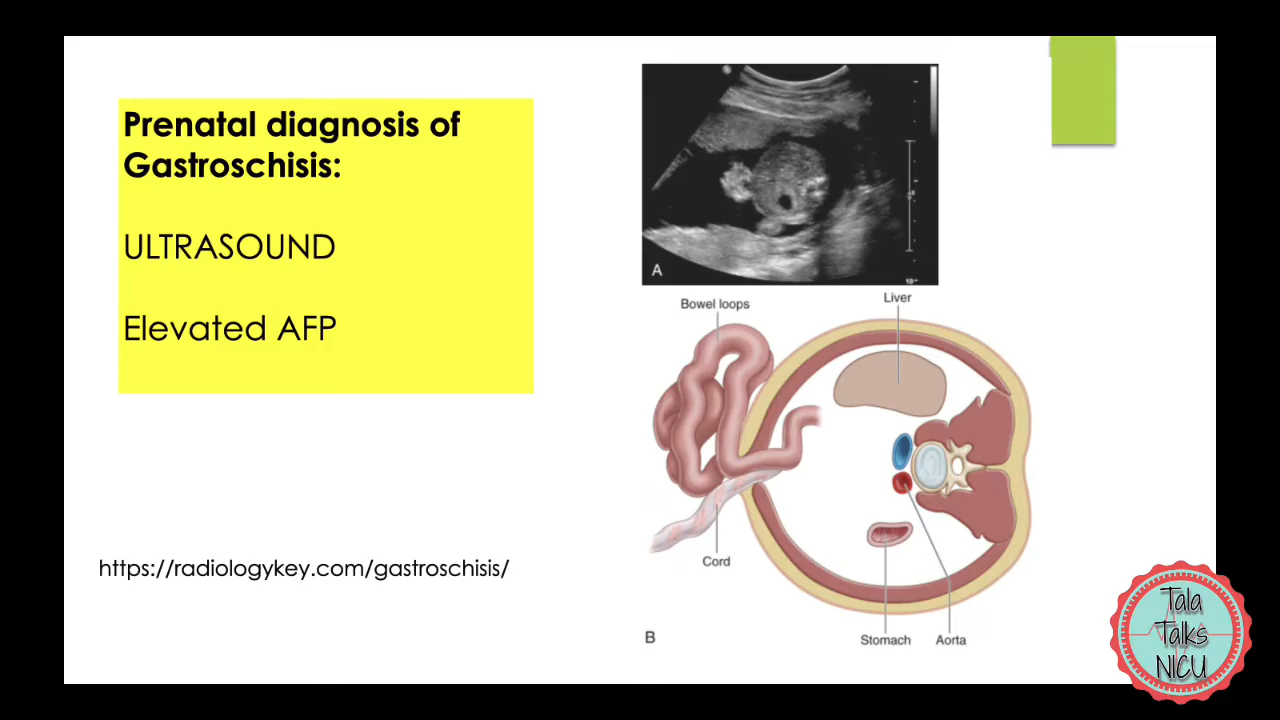 Prenatal diagnosis of
Gastroschisis:
ULTRASOUND
Elevated AFP
https://radiologykey.com/gastroschisis/
A
Bowel loops
Liver
Cord
Stomach
Aorta
B
Tala
Talks
NICU